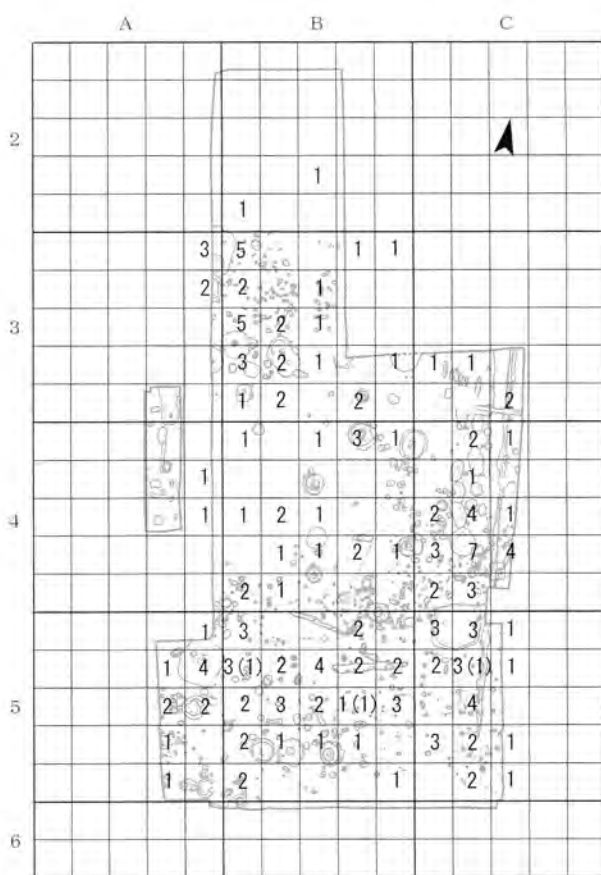 A B C
2
1
1
3 5 1 1
2 2 1
3
5 2 1
3 2 1 1 1 1
1 2 2 2
1 1 3 1 2 1
1 1
4
1 1 2 1 2 4 1
1 1 2 1 3 7 4
2 1 2 3
1 3 2 3 3 1
1 4 3(1) 2 4 2 2 2 3(1) 1
5
2 2 2 3 2 1(1) 3 4
1 2 1 1 1 3 2 1
1 2 1 2 1
6